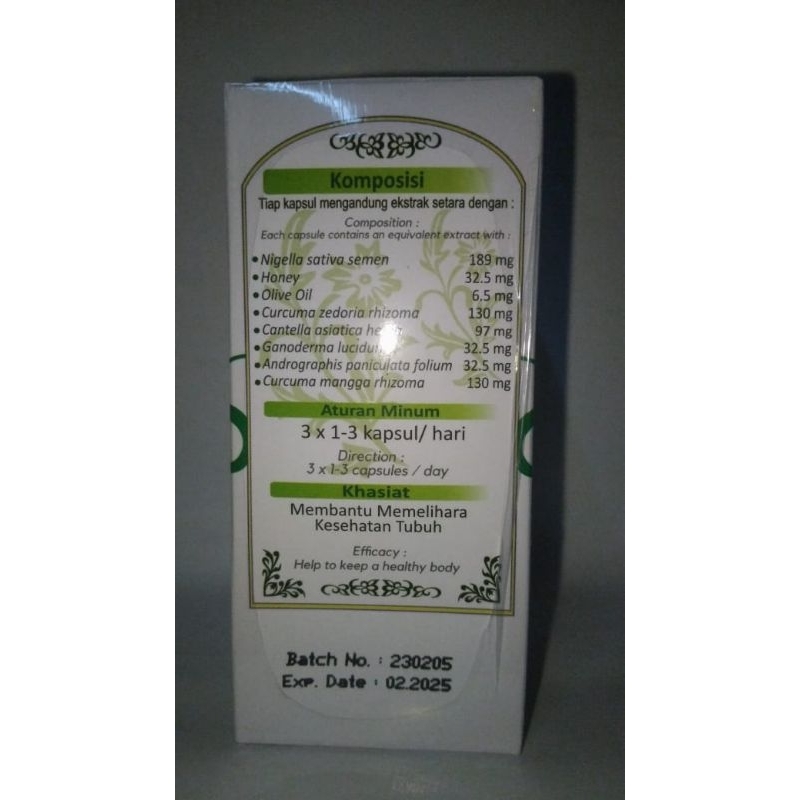 Komposisi
Tiap kapsul mengandung ekstrak setara dengan :
Composition :
Each capsule contains an equivalent extract with :
• Nigella sativa semen 189 mg
• Honey 32.5 mg
• Olive Oil 6,5 mg
• Curcuma zedoria rhizoma 130 mg
• Cantella asiatica 97 mg
• Ganoderma 32.5 mg
• Andrographis paniculata folium 32.5 mg
• Curcuma mangga rhizoma 130 mg
Aturan Minum
3 x 1-3 kapsul/ hari
Direction :
3 x 1-3 capsules / day
Khasiat
Membantu Memelihara
Kesehatan Tubuh
Efficacy :
Help to keep a healthy body
Batch No. : 230205
Exp. Date : 02.2025